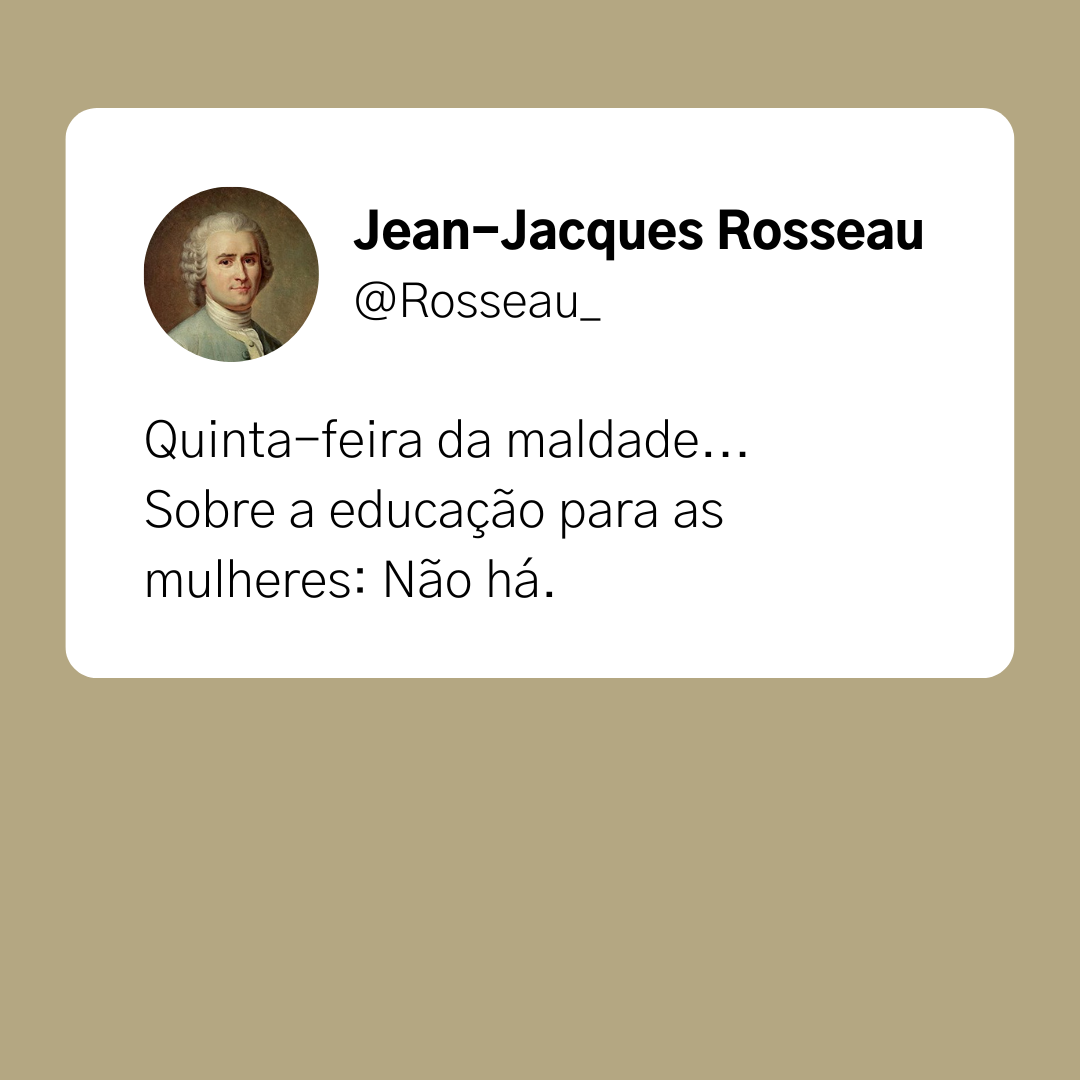 Jean-Jacques Rosseau
@Rosseau_
Quinta-feira da maldade...
Sobre a educação para as
mulheres: Não há.